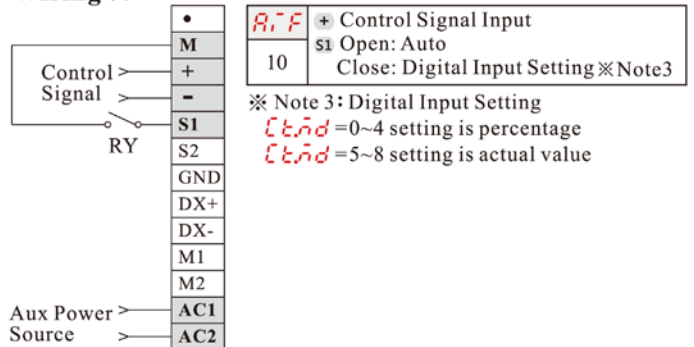 •
M
Control
+
Signal
-
S1
RY
S2
GND
DX+
DX-
M1
M2
Aux Power
AC1
Source
AC2
+ Control Signal Input
10
S1 Open: Auto
Close: Digital Input Setting※Note3
※ Note 3: Digital Input Setting
=0~4 setting is percentage
=5~8 setting is actual value